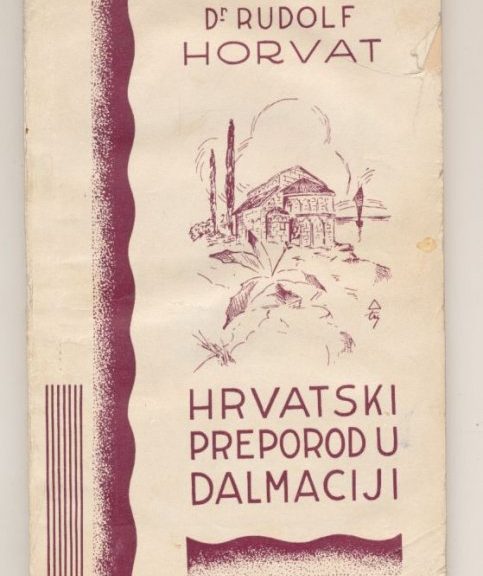 Dr RUDOLF
HORVAT
HRVATSKI
PREPOROD U
DALMACIJI